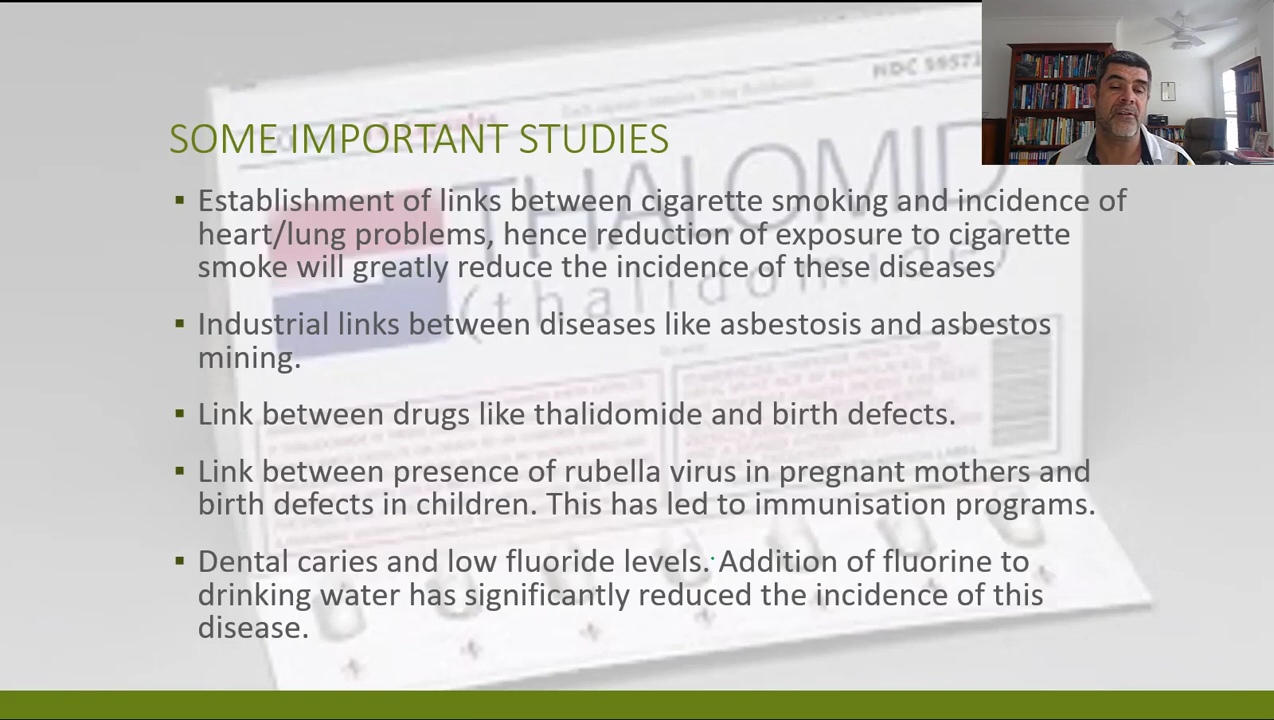 NDC 5957
SOME IMPORTANT STUDIES
THALOMID
(thalidomide)
▪ Establishment of links between cigarette smoking and incidence of
heart/lung problems, hence reduction of exposure to cigarette
smoke will greatly reduce the incidence of these diseases
▪ Industrial links between diseases like asbestosis and asbestos
mining.
▪ Link between drugs like thalidomide and birth defects.
▪ Link between presence of rubella virus in pregnant mothers and
birth defects in children. This has led to immunisation programs.
▪ Dental caries and low fluoride levels. Addition of fluorine to
drinking water has significantly reduced the incidence of this
disease.